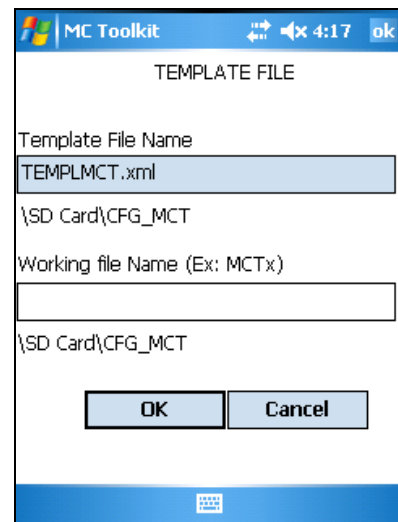 MC Toolkit 4:17 ok
TEMPLATE FILE
Template File Name
TEMPLMCT.xml
\SD Card\CFG_MCT
Working file Name (Ex: MCTx)
\SD Card\CFG_MCT
OK Cancel